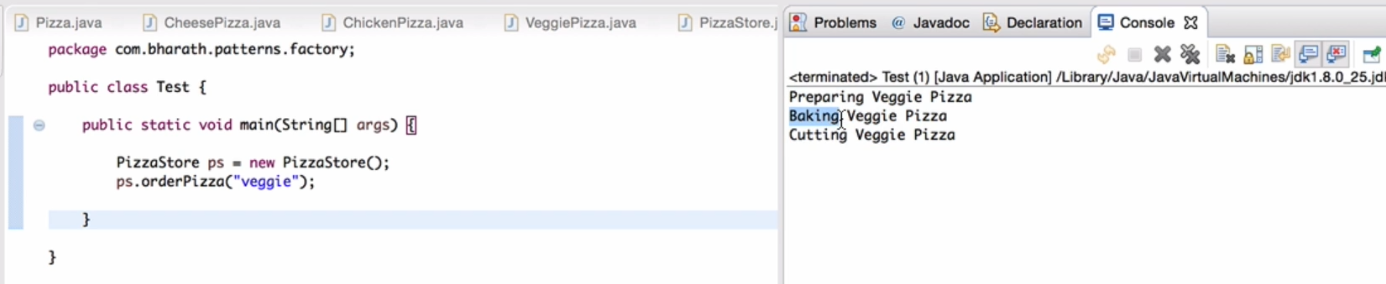 Pizza.java CheesePizza.java ChickenPizza.java VeggiePizza.java PizzaStore.j
package com.bharath.patterns.factory;
public class Test {
public static void main(String[] args) {
PizzaStore ps = new PizzaStore();
ps.orderPizza("veggie");
}
}
Problems @ Javadoc Declaration Console
<terminated> Test (1) [Java Application] /Library/Java/JavaVirtualMachines/jdk1.8.0_25.jd
Preparing Veggie Pizza
Baking Veggie Pizza
Cutting Veggie Pizza